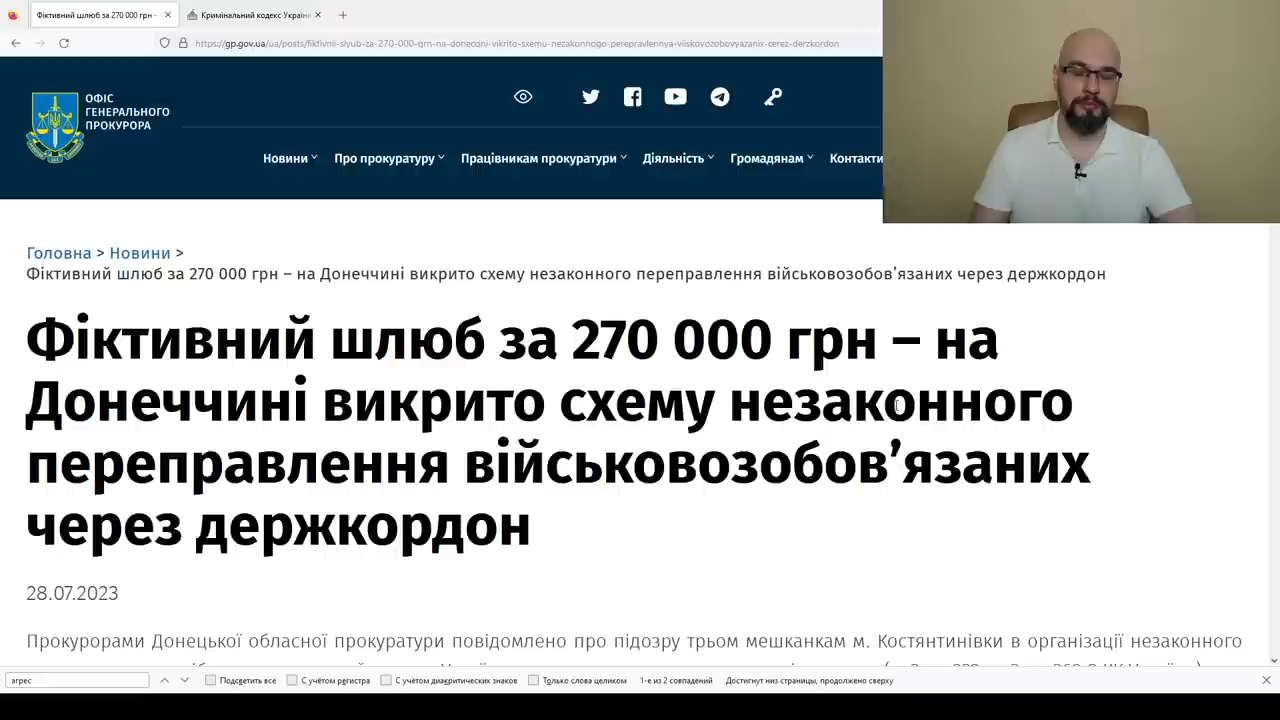 Фіктивний шлюб за 270 000 грн –
Кримінальний кодекс України
https://gp.gov.ua/ua/posts/fiktivnii-slyub-za-270-000-grn-na-doneccini-vikrito-sxemu-nezakonnogo-perepravlennya-viiskovozobovyazanix-cerez-derzkordon
ОФІС
ГЕНЕРАЛЬНОГО
ПРОКУРОРА
Новини Про прокуратуру Працівникам прокуратури Діяльність Громадянам Контакти
Головна > Новини >
Фіктивний шлюб за 270 000 грн – на Донеччині викрито схему незаконного переправлення військовозобов’язаних через держкордон
Фіктивний шлюб за 270 000 грн – на
Донеччині викрито схему незаконного
переправлення військовозобов’язаних
через держкордон
28.07.2023
Прокурорами Донецької обласної прокуратури повідомлено про підозру трьом мешканкам м. Костянтинівки в організації незаконного
агрес Подсветить все С учётом регистра С учётом диакритических знаков Только слова целиком 1-е из 2 совпадений Достигнут низ страницы, продолжено сверху